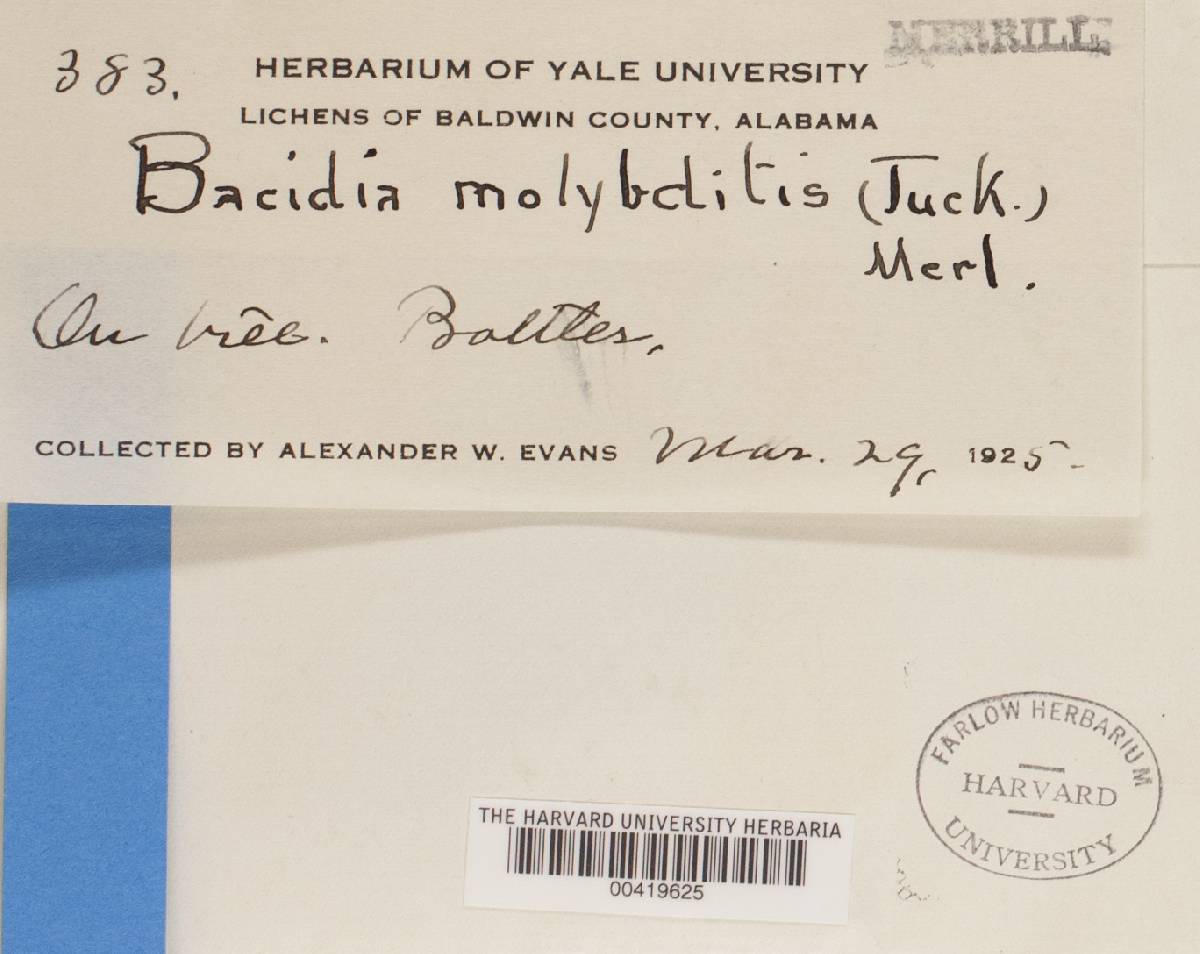 MERRILL
383.
HERBARIUM OF YALE UNIVERSITY
LICHENS OF BALDWIN COUNTY, ALABAMA
Bacidia molybditis (Tuck.)
Merl.
On tree. Battles,
COLLECTED BY ALEXANDER W. EVANS Mar. 29, 1925-
FARLOW HERBARIUM
HARVARD
UNIVERSITY
THE HARVARD UNIVERSITY HERBARIA
00419625